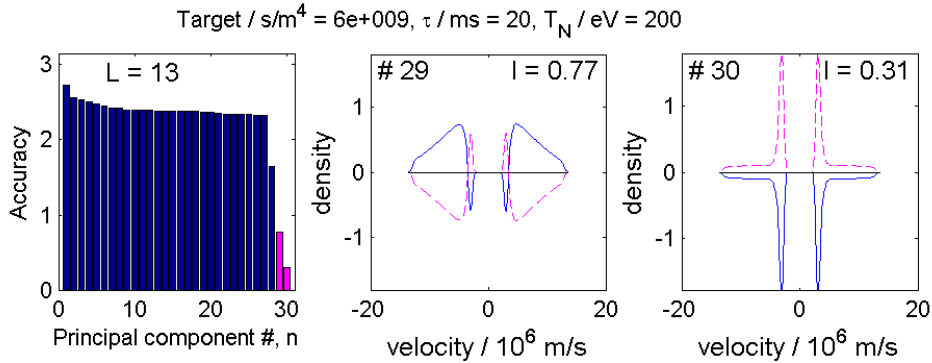 Target / s/m⁴ = 6e+009, τ / ms = 20, T_N / eV = 200
L = 13
3
2
1
0
Accuracy
0 10 20 30
Principal component #, n
# 29 I = 0.77
1
0
-1
density
-20 0 20
velocity / 10⁶ m/s
# 30 I = 0.31
1
0
-1
density
-20 0 20
velocity / 10⁶ m/s